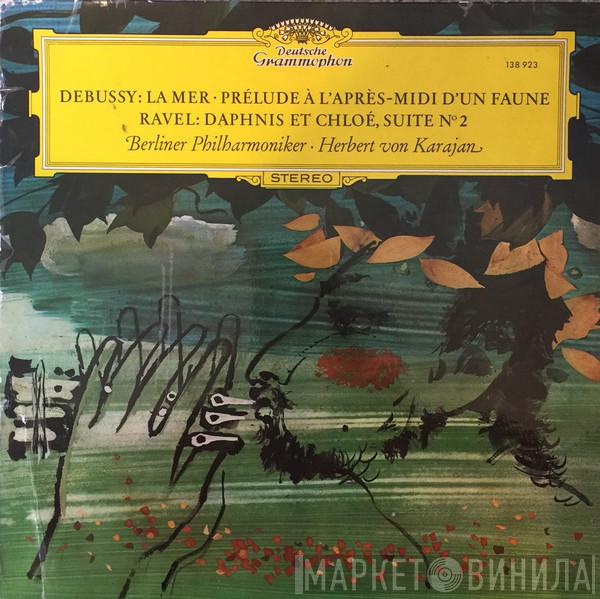 Deutsche
Grammophon
138 923
DEBUSSY: LA MER · PRÉLUDE À L'APRÈS-MIDI D'UN FAUNE
RAVEL: DAPHNIS ET CHLOÉ, SUITE No 2
Berliner Philharmoniker · Herbert von Karajan
STEREO
МАРКЕТ ВИНИЛА